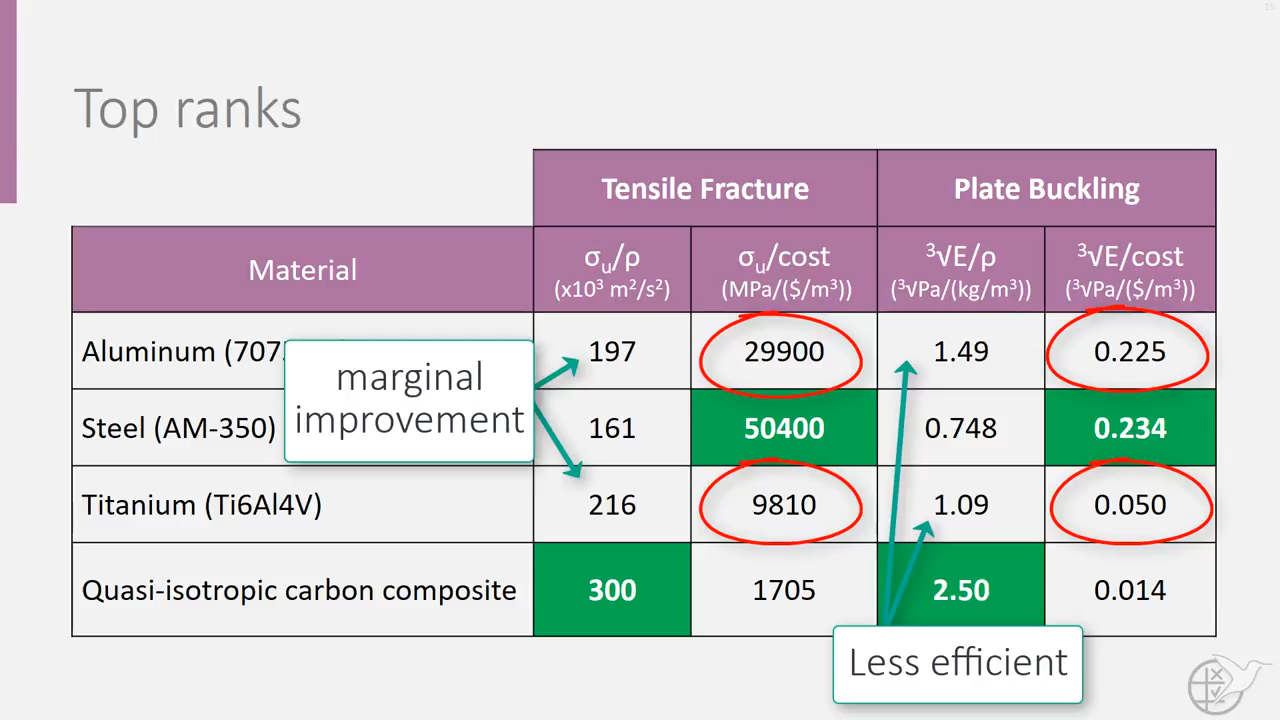 15
Top ranks
Tensile Fracture Plate Buckling
Material σu/ρ σu/cost ³√E/ρ ³√E/cost
(x10³ m²/s²) (MPa/($/m³)) (³√Pa/(kg/m³)) (³√Pa/($/m³))
Aluminum (707 197 29900 1.49 0.225
marginal
improvement
Steel (AM-350) 161 50400 0.748 0.234
Titanium (Ti6Al4V) 216 9810 1.09 0.050
Quasi-isotropic carbon composite 300 1705 2.50 0.014
Less efficient